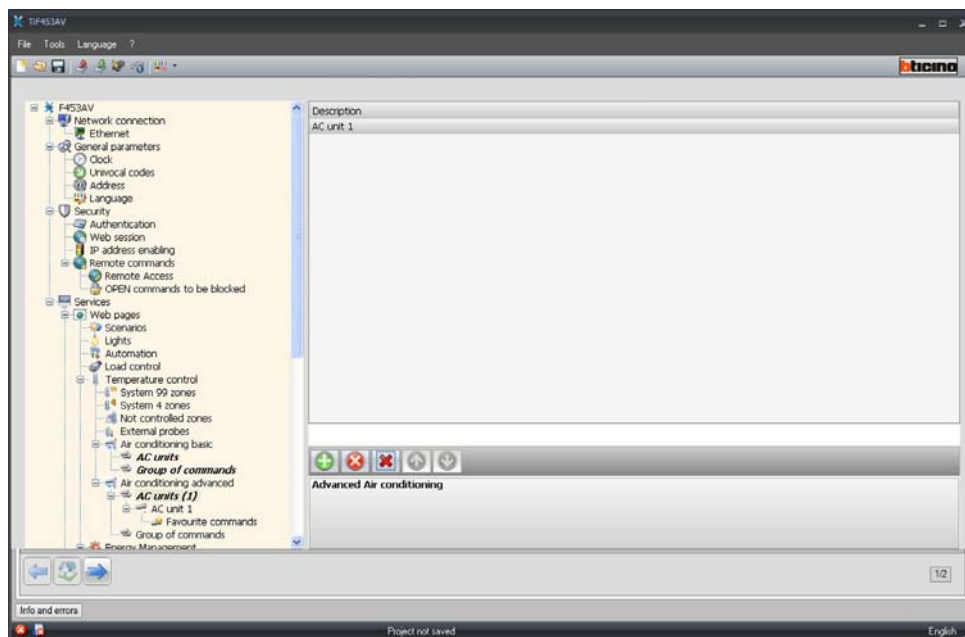 TiF453AV
File Tools Language ?
bticino
F453AV
Network connection
Ethernet
General parameters
Clock
Univocal codes
Address
Language
Security
Authentication
Web session
IP address enabling
Remote commands
Remote Access
OPEN commands to be blocked
Services
Web pages
Scenarios
Lights
Automation
Load control
Temperature control
System 99 zones
System 4 zones
Not controlled zones
External probes
Air conditioning basic
AC units
Group of commands
Air conditioning advanced
AC units (1)
AC unit 1
Favourite commands
Group of commands
Energy Management
Description
AC unit 1
Advanced Air conditioning
1/2
Info and errors
Project not saved
English